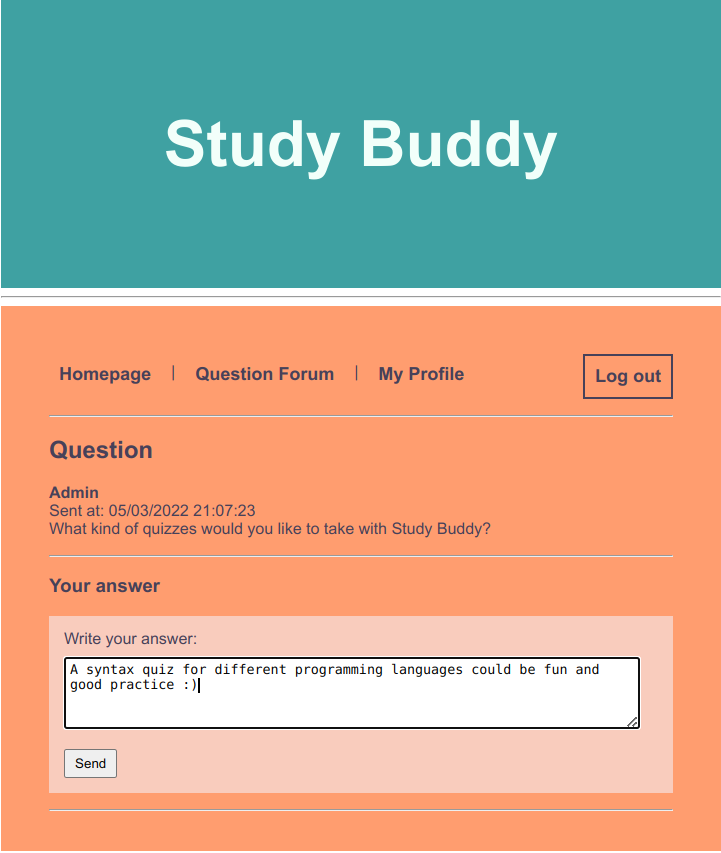 Study Buddy
Homepage | Question Forum | My Profile Log out
Question
Admin
Sent at: 05/03/2022 21:07:23
What kind of quizzes would you like to take with Study Buddy?
Your answer
Write your answer:
A syntax quiz for different programming languages could be fun and
good practice :)
Send